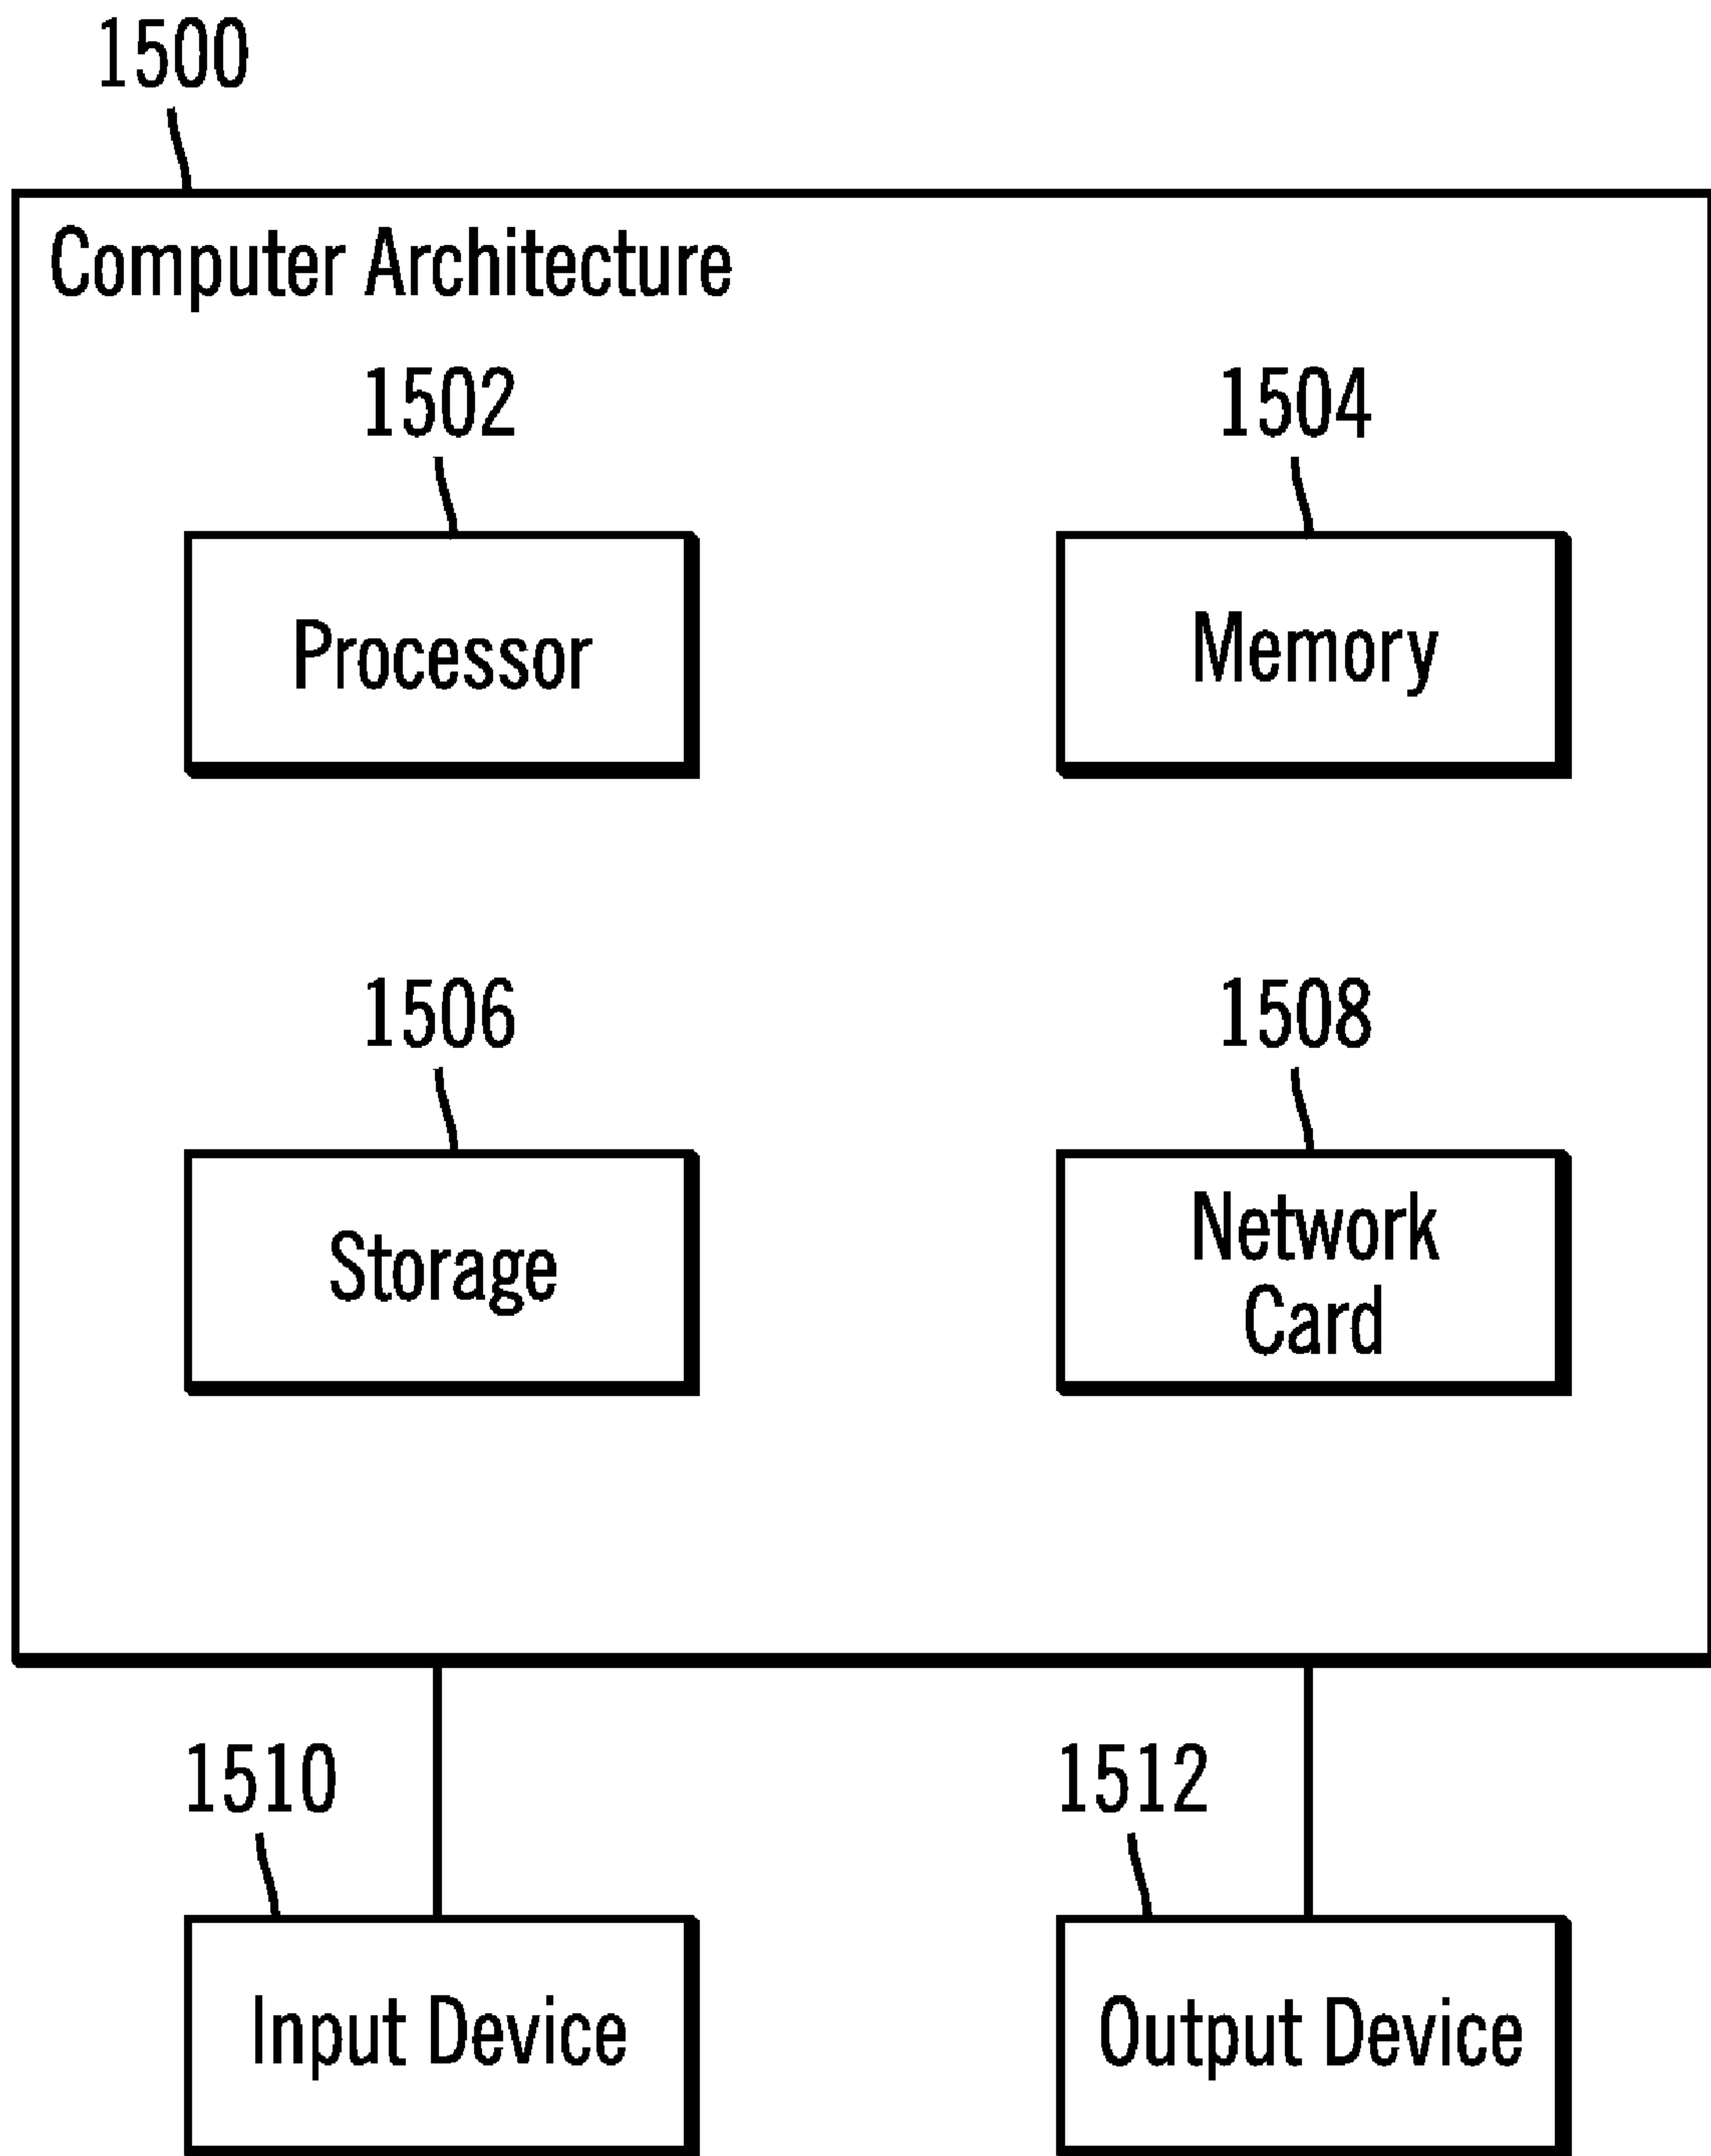 1500
Computer Architecture
1502
1504
Processor
Memory
1506
1508
Storage
Network
Card
1510
1512
Input Device
Output Device